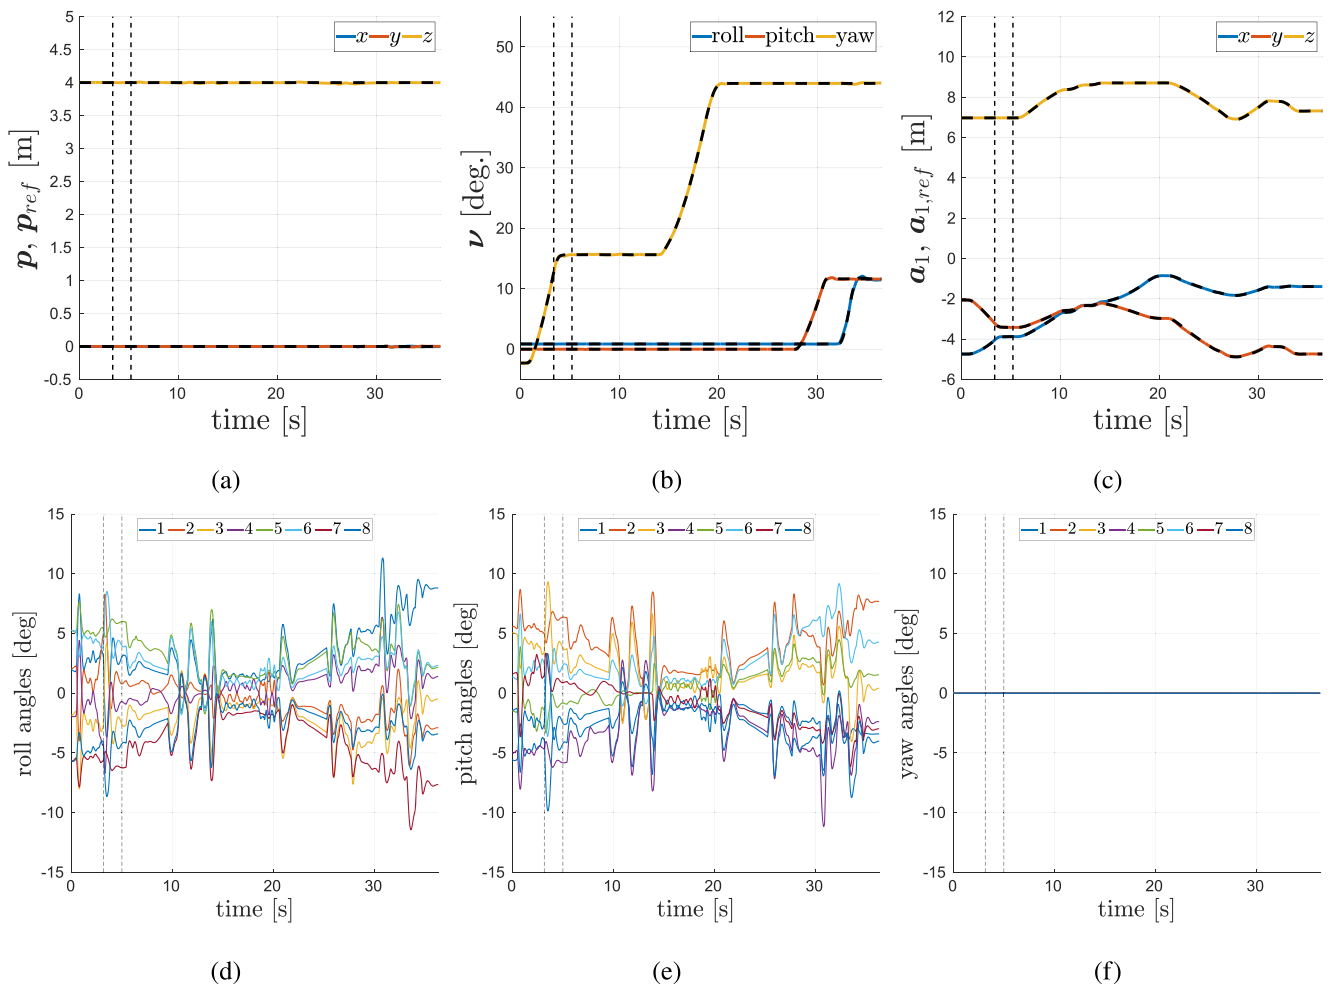 5
4.5
4
3.5
3
2.5
2
1.5
1
0.5
0
-0.5
p, p_ref [m]
x y z
0 10 20 30
time [s]
(a)
50
40
30
20
10
0
ν [deg.]
roll pitch yaw
0 10 20 30
time [s]
(b)
12
10
8
6
4
2
0
-2
-4
-6
a_1, a_1,ref [m]
x y z
0 10 20 30
time [s]
(c)
15
10
5
0
-5
-10
-15
roll angles [deg]
1 2 3 4 5 6 7 8
0 10 20 30
time [s]
(d)
15
10
5
0
-5
-10
-15
pitch angles [deg]
1 2 3 4 5 6 7 8
0 10 20 30
time [s]
(e)
15
10
5
0
-5
-10
-15
yaw angles [deg]
1 2 3 4 5 6 7 8
0 10 20 30
time [s]
(f)